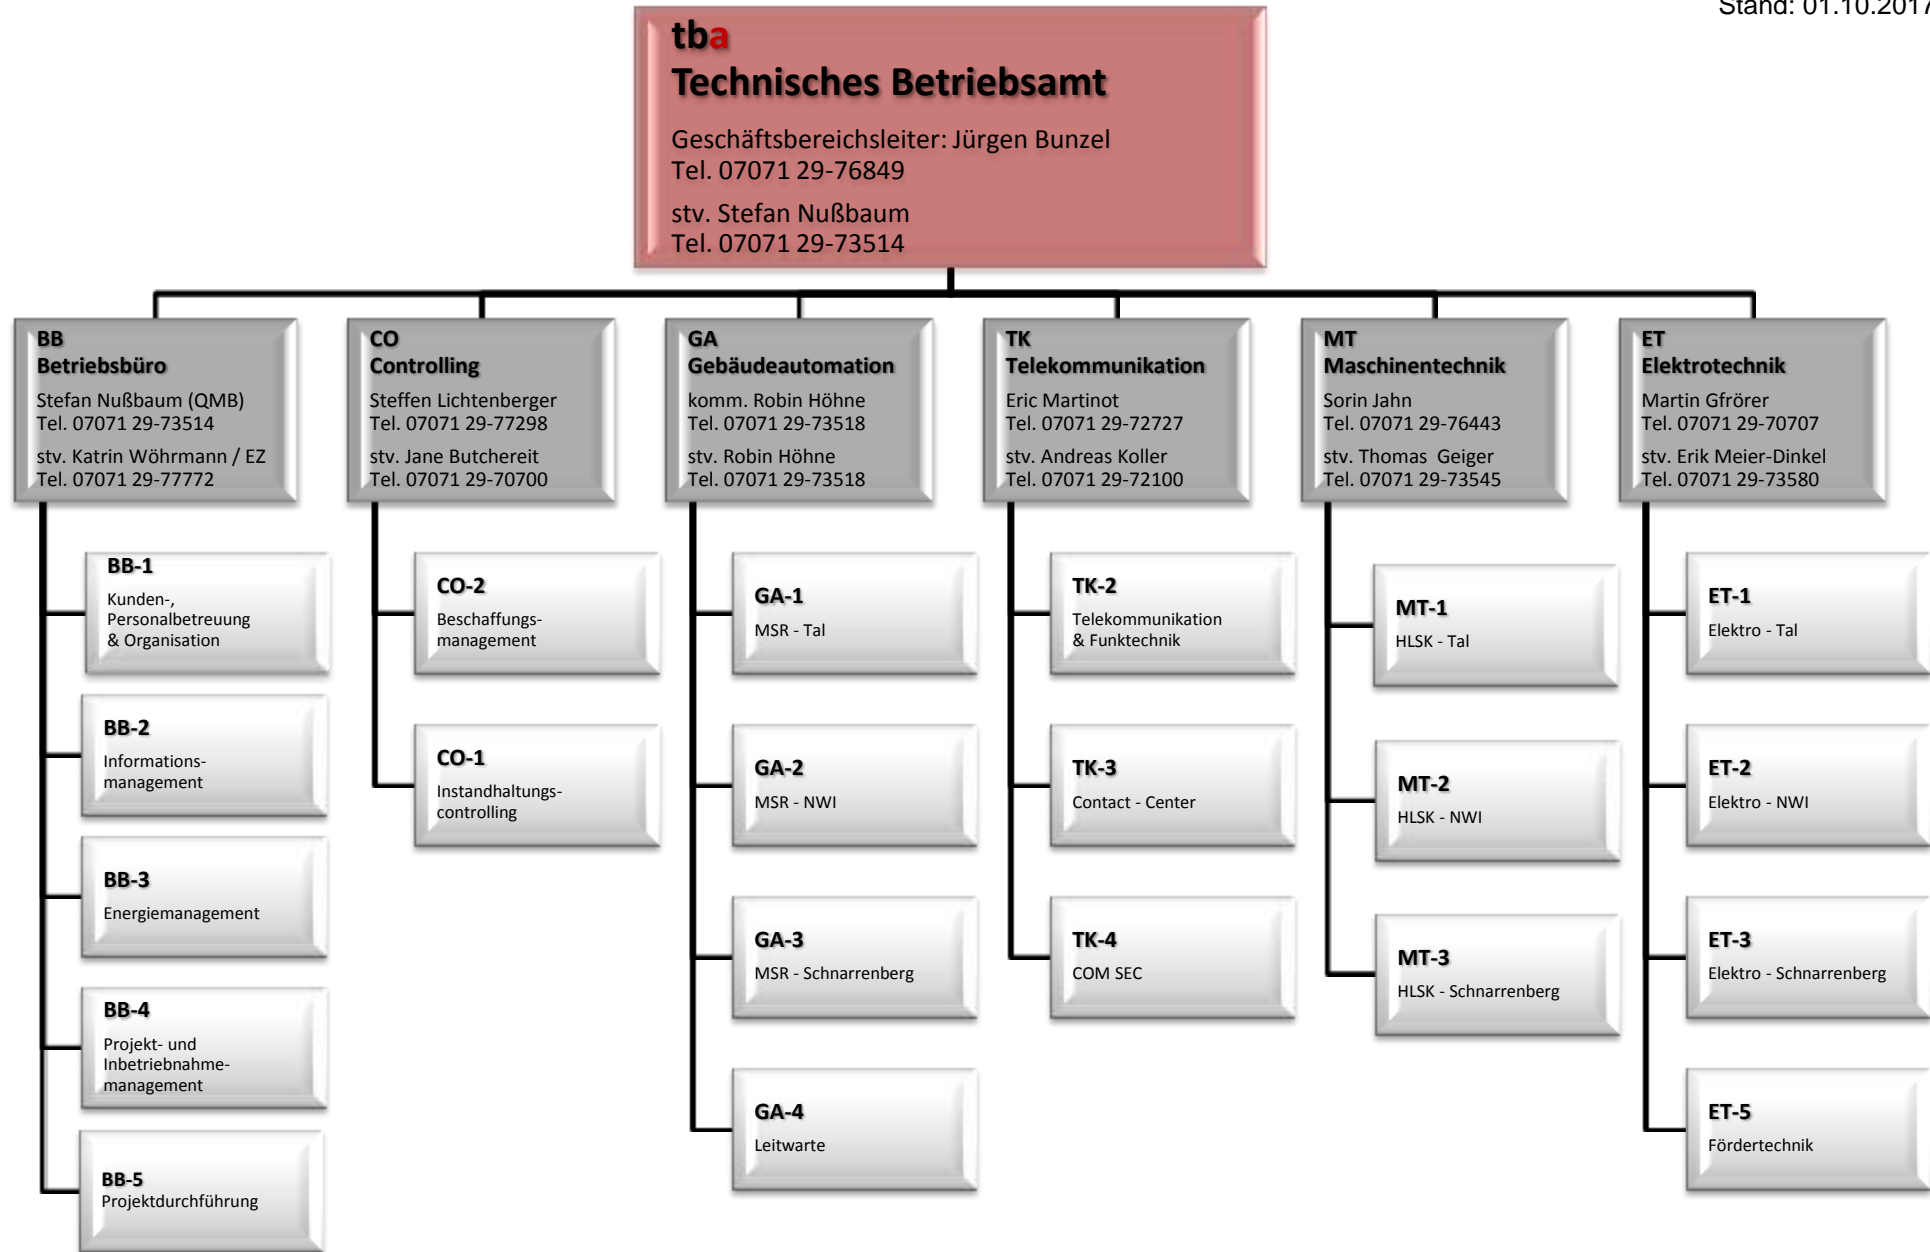 Stand: 01.10.2017
tba
Technisches Betriebsamt
Geschäftsbereichsleiter: Jürgen Bunzel
Tel. 07071 29-76849
stv. Stefan Nußbaum
Tel. 07071 29-73514
BB
Betriebsbüro
Stefan Nußbaum (QMB)
Tel. 07071 29-73514
stv. Katrin Wöhrmann / EZ
Tel. 07071 29-77772
CO
Controlling
Steffen Lichtenberger
Tel. 07071 29-77298
stv. Jane Butchereit
Tel. 07071 29-70700
GA
Gebäudeautomation
komm. Robin Höhne
Tel. 07071 29-73518
stv. Robin Höhne
Tel. 07071 29-73518
TK
Telekommunikation
Eric Martinot
Tel. 07071 29-72727
stv. Andreas Koller
Tel. 07071 29-72100
MT
Maschinentechnik
Sorin Jahn
Tel. 07071 29-76443
stv. Thomas Geiger
Tel. 07071 29-73545
ET
Elektrotechnik
Martin Gfrörer
Tel. 07071 29-70707
stv. Erik Meier-Dinkel
Tel. 07071 29-73580
BB-1
Kunden-,
Personalbetreuung
& Organisation
BB-2
Informations-
management
BB-3
Energiemanagement
BB-4
Projekt- und
Inbetriebnahme-
management
BB-5
Projektdurchführung
CO-2
Beschaffungs-
management
CO-1
Instandhaltungs-
controlling
GA-1
MSR - Tal
GA-2
MSR - NWI
GA-3
MSR - Schnarrenberg
GA-4
Leitwarte
TK-2
Telekommunikation
& Funktechnik
TK-3
Contact - Center
TK-4
COM SEC
MT-1
HLSK - Tal
MT-2
HLSK - NWI
MT-3
HLSK - Schnarrenberg
ET-1
Elektro - Tal
ET-2
Elektro - NWI
ET-3
Elektro - Schnarrenberg
ET-5
Fördertechnik